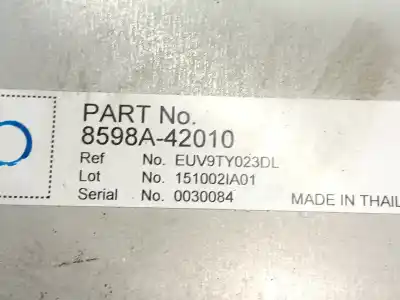 PART No.
8598A-42010
Ref No. EUV9TY023DL
Lot No. 151002IA01
Serial No. 0030084
MADE IN THAIL